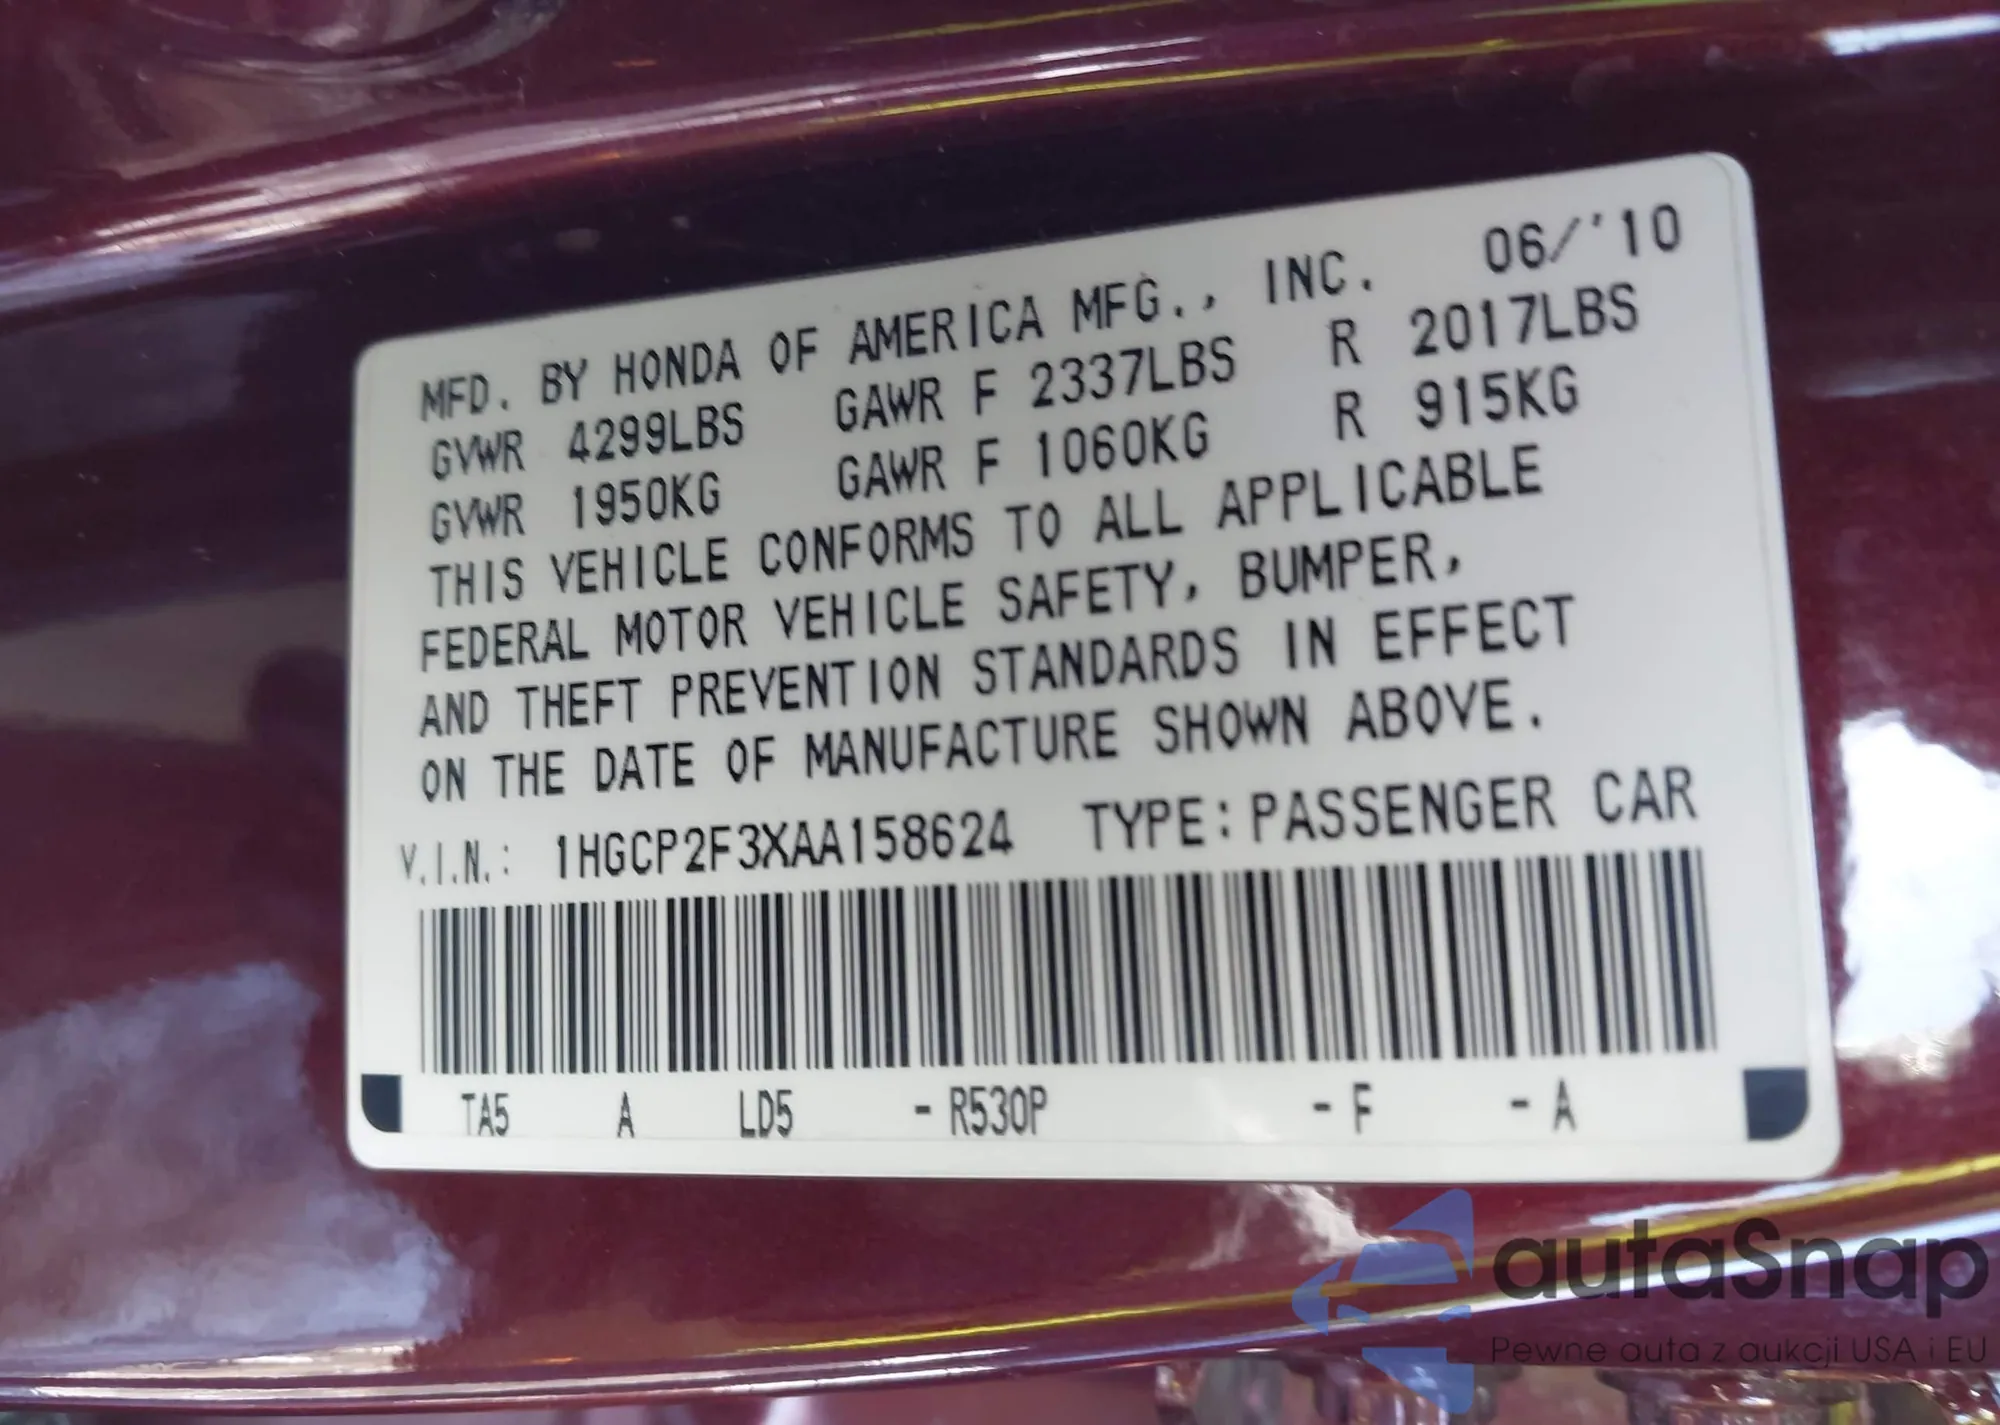 MFD. BY HONDA OF AMERICA MFG., INC. 06/'10
GVWR 4299LBS GAWR F 2337LBS R 2017LBS
GVWR 1950KG GAWR F 1060KG R 915KG
THIS VEHICLE CONFORMS TO ALL APPLICABLE
FEDERAL MOTOR VEHICLE SAFETY, BUMPER,
AND THEFT PREVENTION STANDARDS IN EFFECT
ON THE DATE OF MANUFACTURE SHOWN ABOVE.
V.I.N.: 1HGCP2F3XAA158624 TYPE: PASSENGER CAR
TA5 A LD5 - R530P - F - A
autaSnap
Pewne auta z aukcji USA i EU